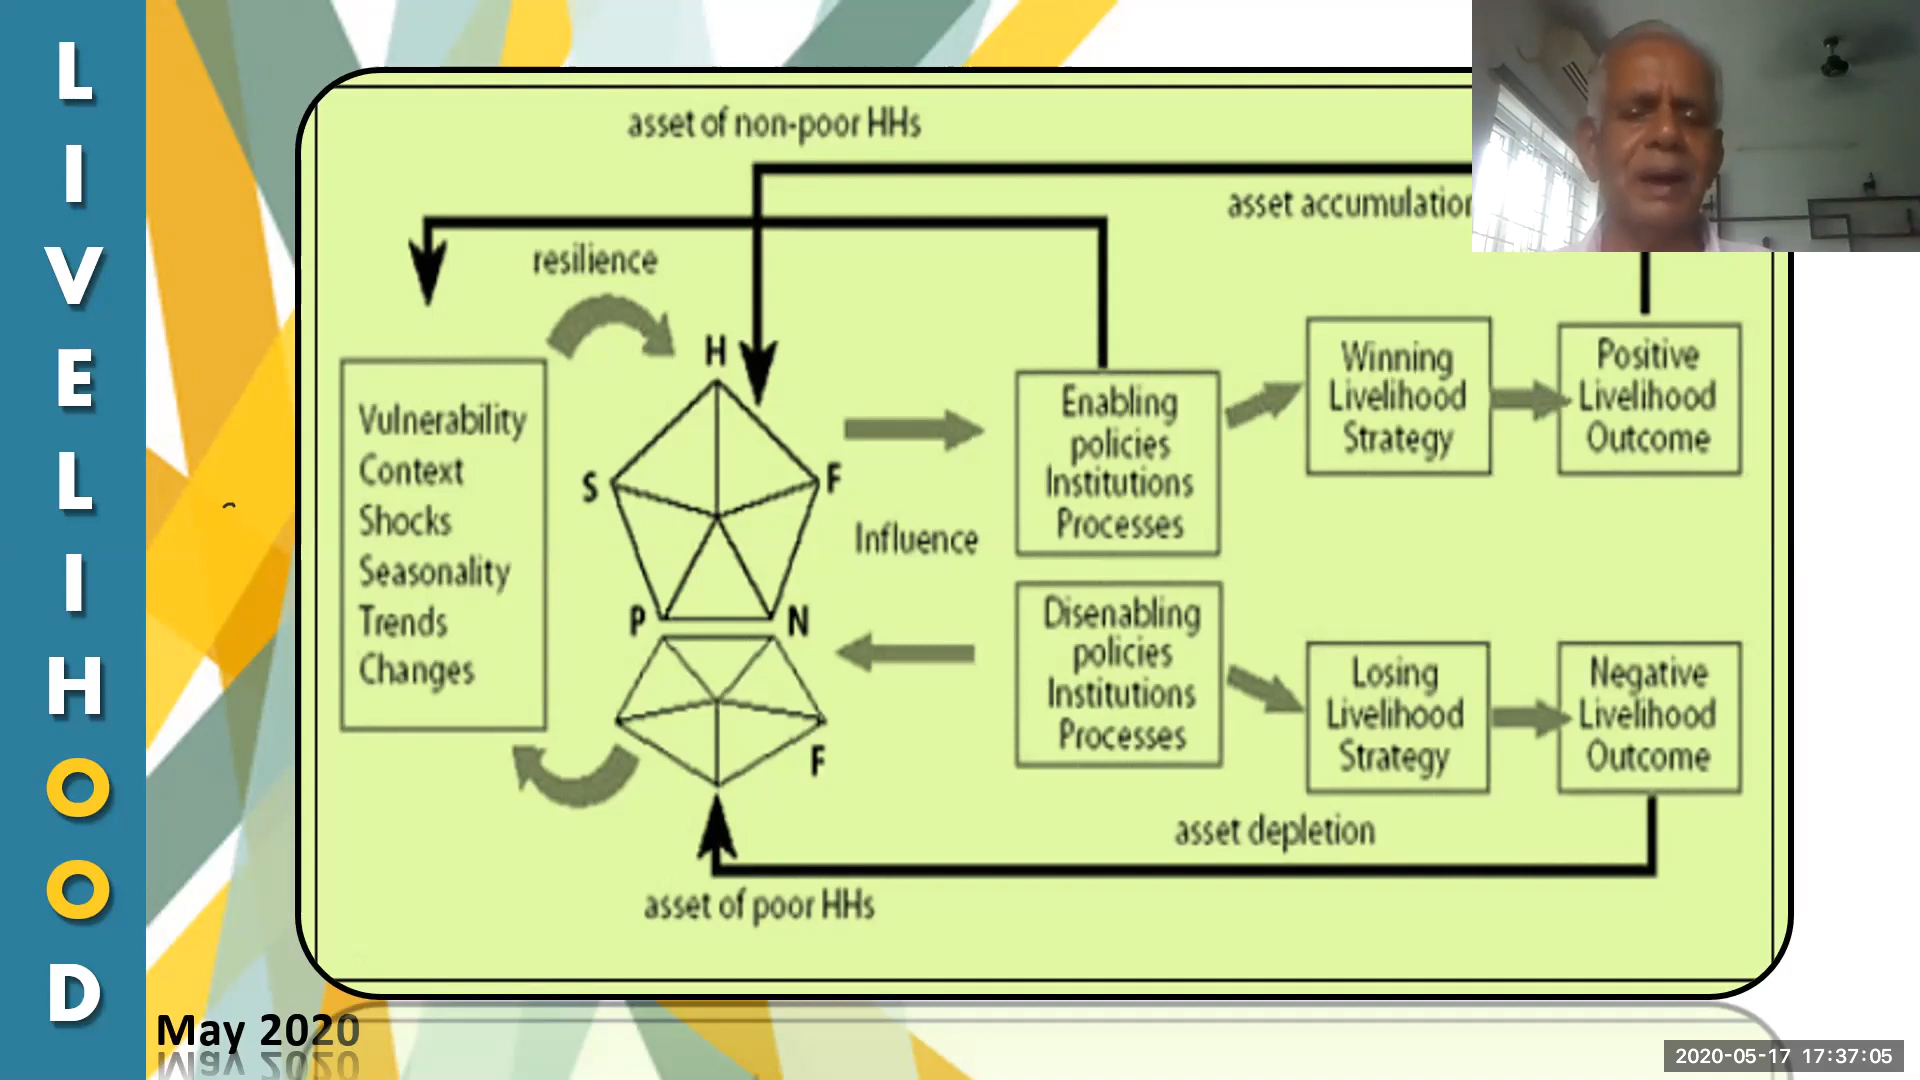 LIVELIHOOD
asset of non-poor HHs
asset accumulation
resilience
H
S
F
P
N
F
Vulnerability
Context
Shocks
Seasonality
Trends
Changes
Influence
Enabling
policies
Institutions
Processes
Winning
Livelihood
Strategy
Positive
Livelihood
Outcome
Disenabling
policies
Institutions
Processes
Losing
Livelihood
Strategy
Negative
Livelihood
Outcome
asset depletion
asset of poor HHs
May 2020
2020-05-17 17:37:05